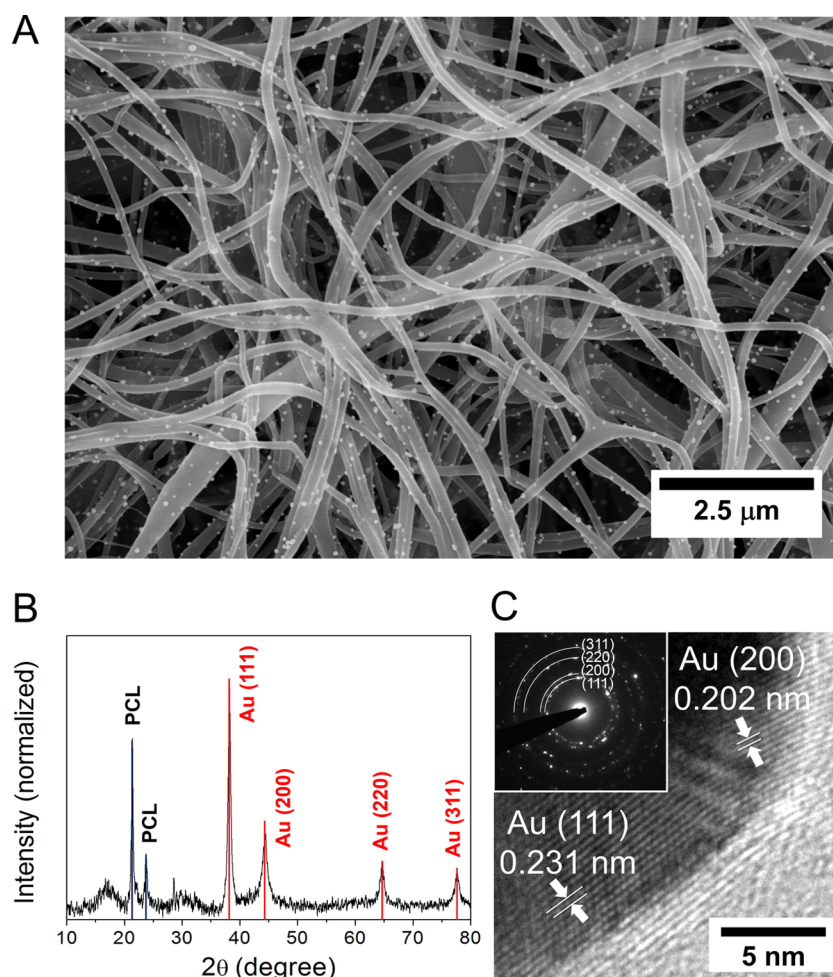 A
2.5 μm
B
Intensity (normalized)
PCL
PCL
Au (111)
Au (200)
Au (220)
Au (311)
10 20 30 40 50 60 70 80
2θ (degree)
C
(311)
(220)
(200)
(111)
Au (200)
0.202 nm
Au (111)
0.231 nm
5 nm